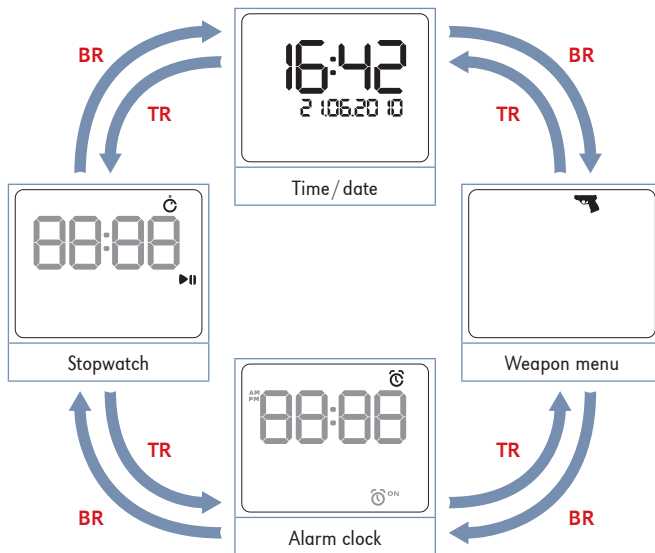 BR
16:42
BR
TR
21.06.2010
TR
Time / date
88:88
Stopwatch
Weapon menu
AM
PM
88:88
TR
TR
ON
BR
BR
Alarm clock